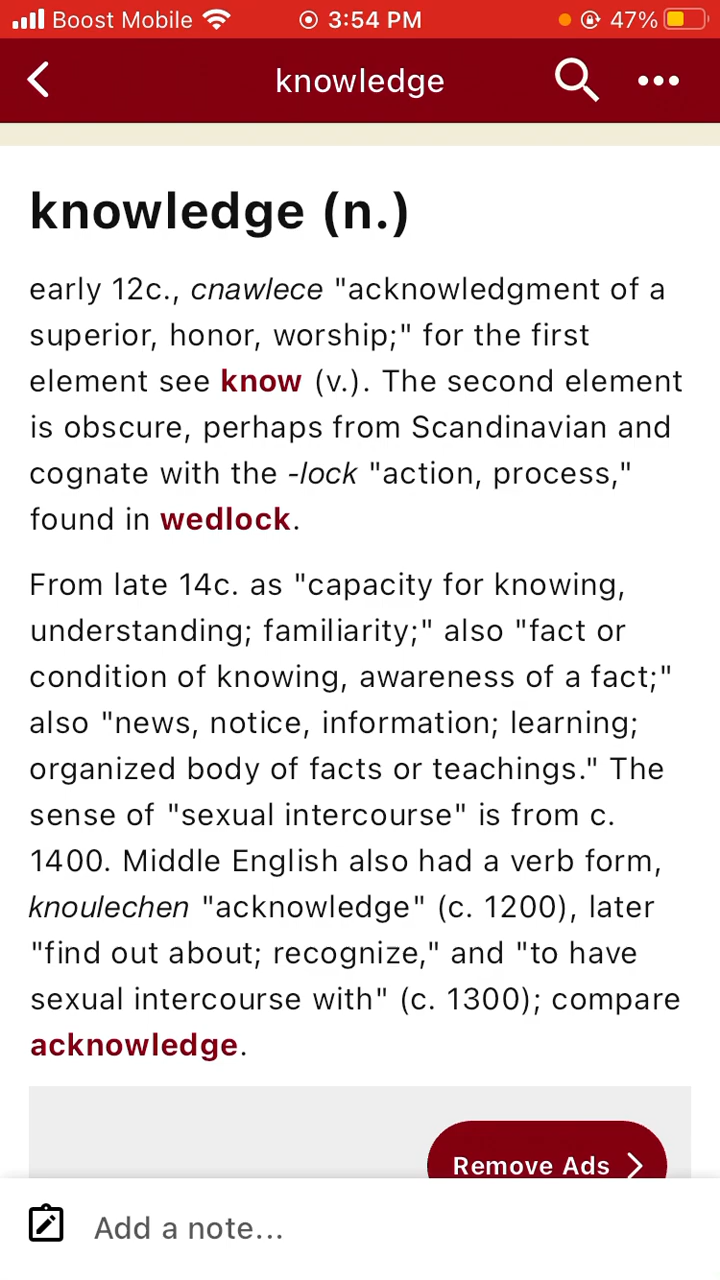 Boost Mobile 3:54 PM 47%
knowledge
knowledge (n.)
early 12c., cnawlece "acknowledgment of a
superior, honor, worship;" for the first
element see know (v.). The second element
is obscure, perhaps from Scandinavian and
cognate with the -lock "action, process,"
found in wedlock.
From late 14c. as "capacity for knowing,
understanding; familiarity;" also "fact or
condition of knowing, awareness of a fact;"
also "news, notice, information; learning;
organized body of facts or teachings." The
sense of "sexual intercourse" is from c.
1400. Middle English also had a verb form,
knoulechen "acknowledge" (c. 1200), later
"find out about; recognize," and "to have
sexual intercourse with" (c. 1300); compare
acknowledge.
Remove Ads
Add a note...